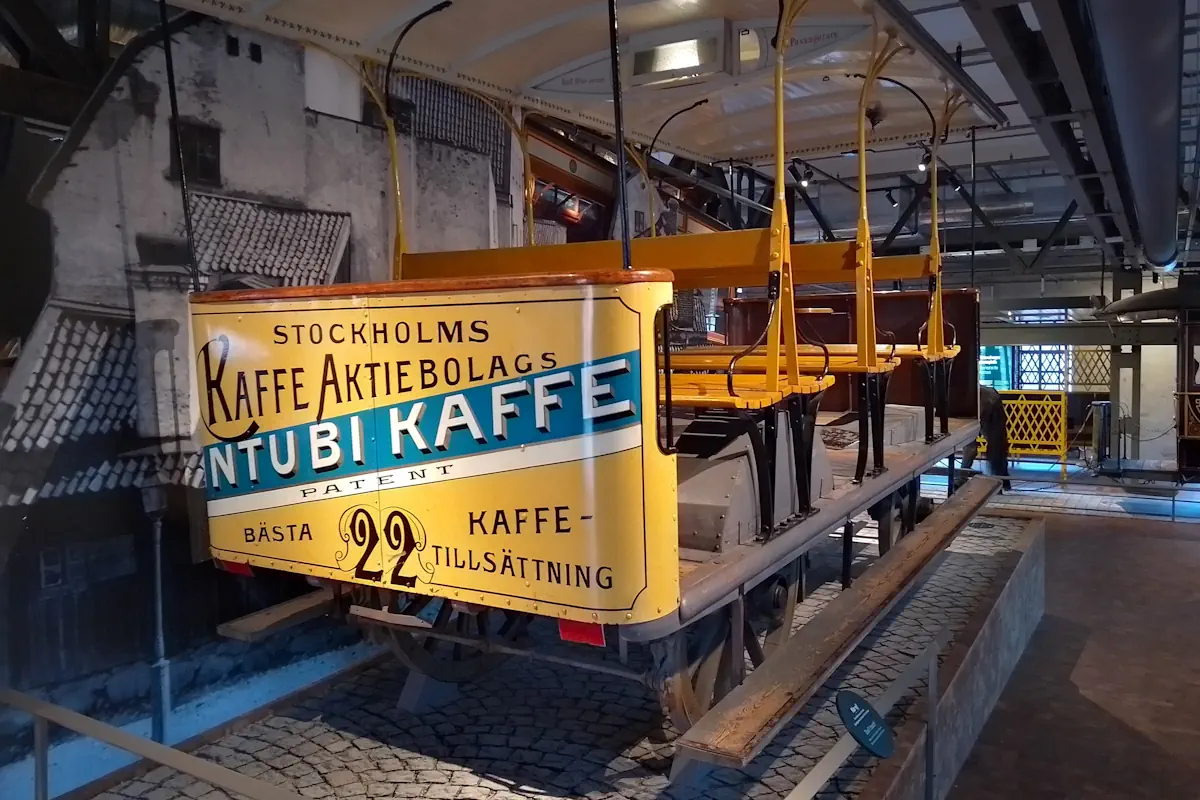 STOCKHOLMS
KAFFE AKTIEBOLAGS
NTUBI KAFFE
PATENT
BÄSTA 22 KAFFE-
TILLSÄTTNING